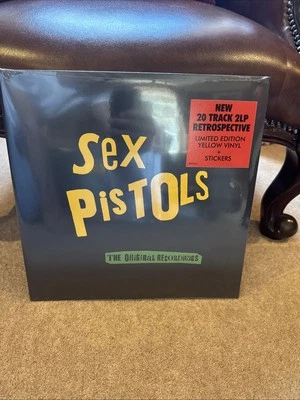 NEW
20 TRACK 2LP
RETROSPECTIVE
LIMITED EDITION
YELLOW VINYL
+
STICKERS
SeX
PISTOLS
THE ORIGINAL RECORDINGS